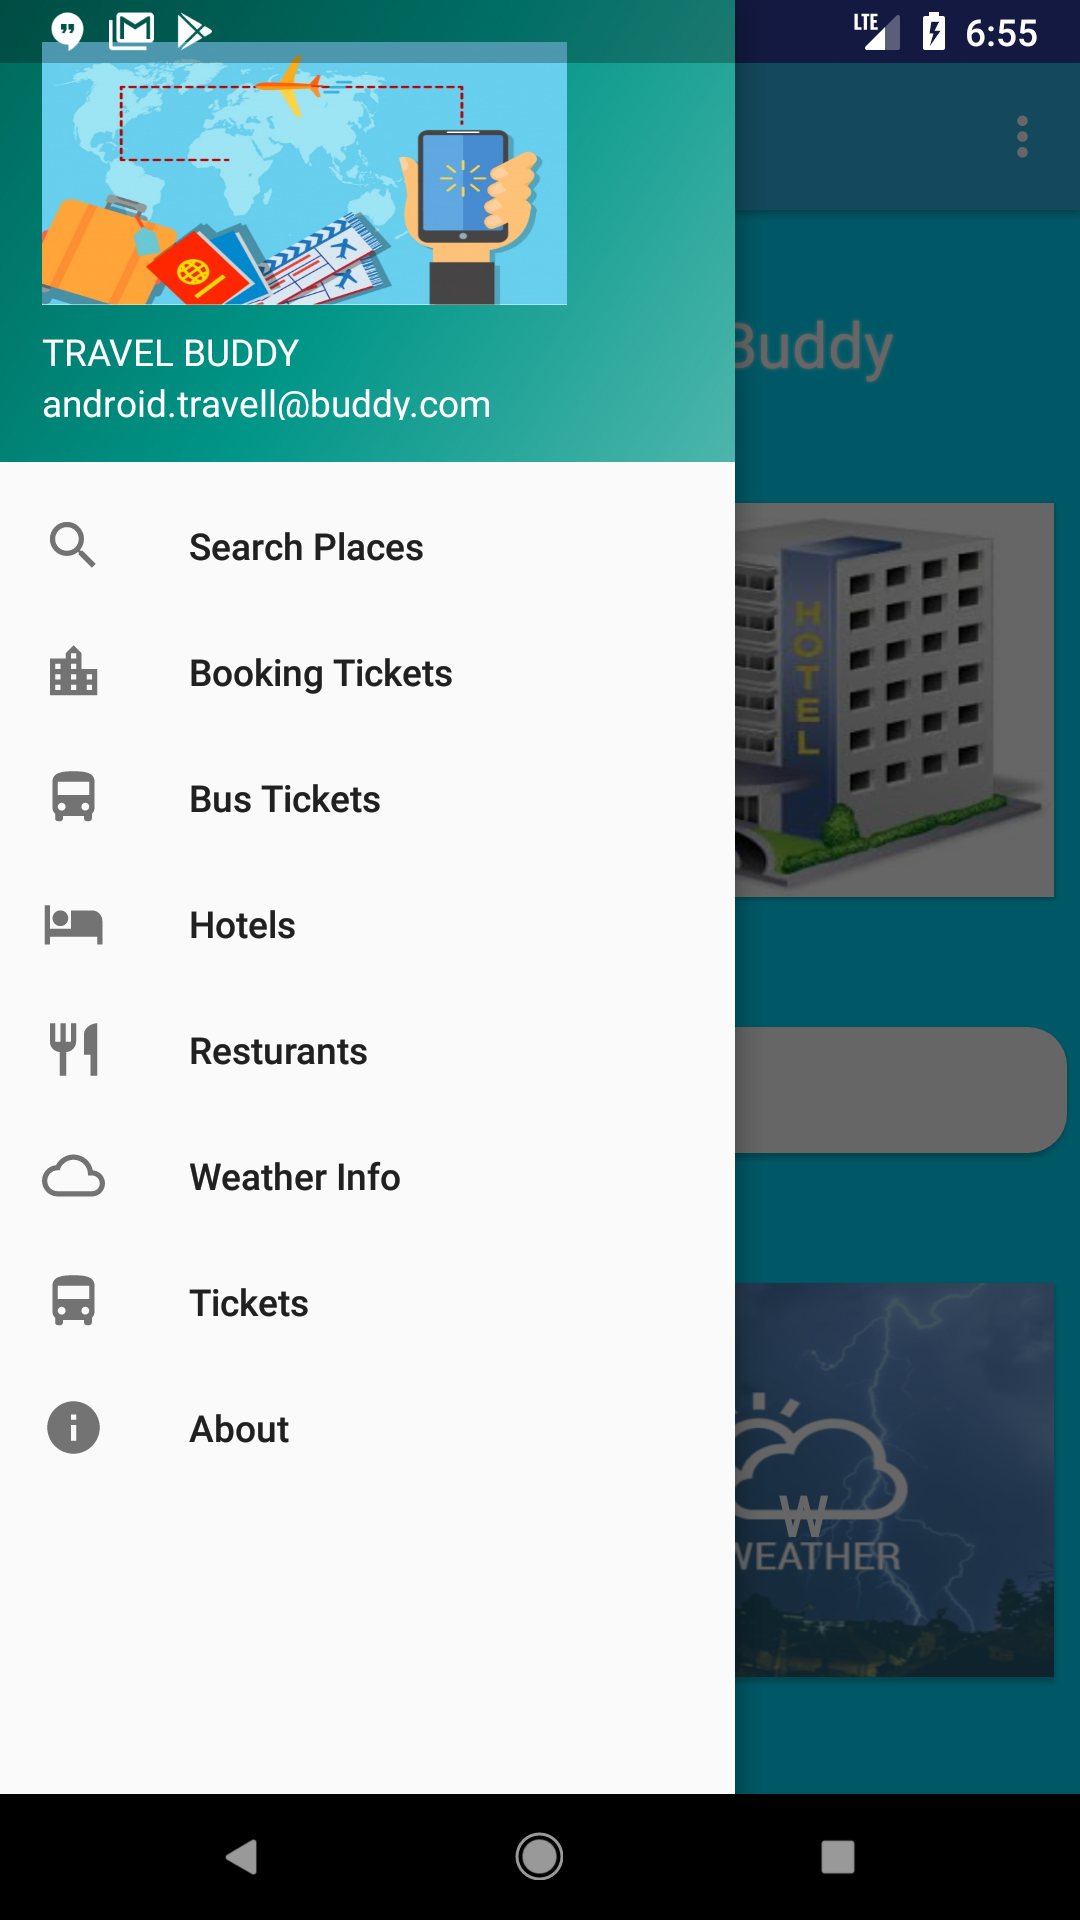 LTE 6:55
TRAVEL BUDDY
android.travell@buddy.com
Buddy
Search Places
Booking Tickets
Bus Tickets
Hotels
HOTEL
Resturants
Weather Info
Tickets
About
W
WEATHER